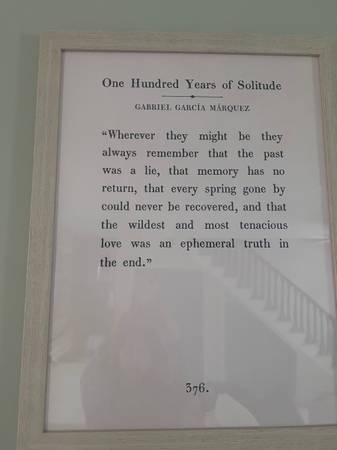 One Hundred Years of Solitude
GABRIEL GARCÍA MÁRQUEZ
“Wherever they might be they
always remember that the past
was a lie, that memory has no
return, that every spring gone by
could never be recovered, and that
the wildest and most tenacious
love was an ephemeral truth in
the end.”
376.